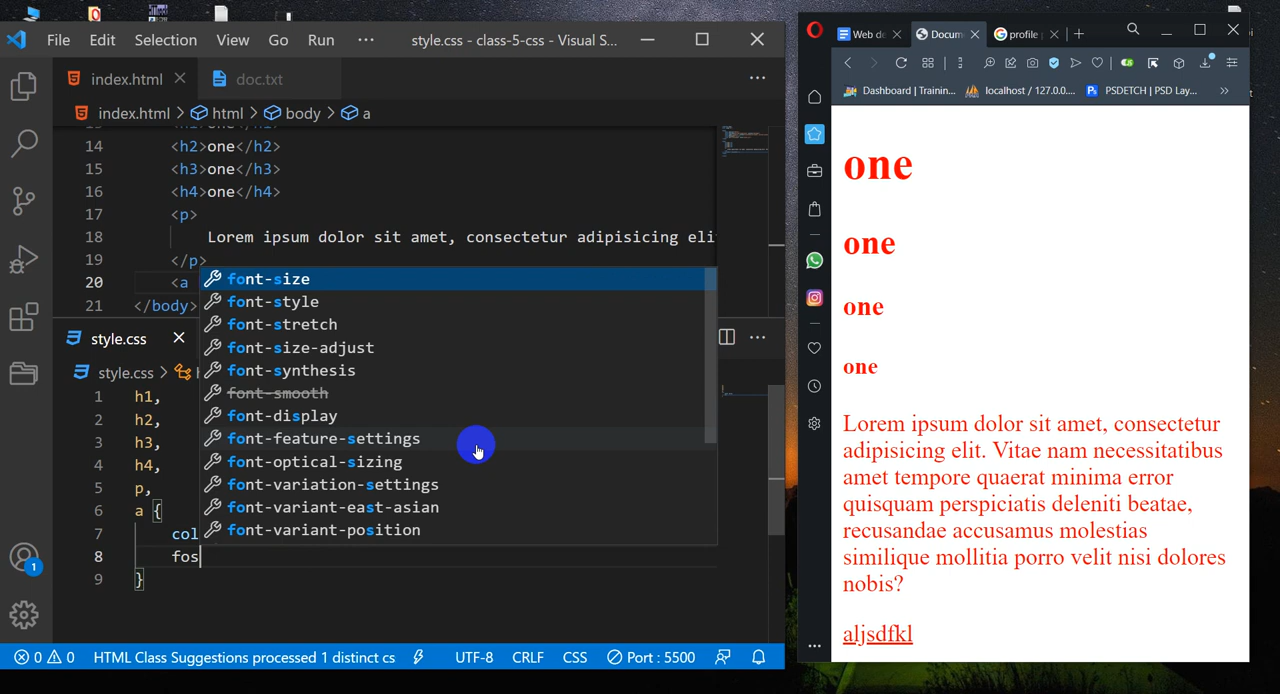 File Edit Selection View Go Run ··· style.css - class-5-css - Visual S...
index.html doc.txt ···
index.html > html > body > a
14 <h2>one</h2>
15 <h3>one</h3>
16 <h4>one</h4>
17 <p>
18 Lorem ipsum dolor sit amet, consectetur adipisicing eli
19 </p>
20 <a
21 </body>
font-size
font-style
font-stretch
font-size-adjust
font-synthesis
font-smooth
font-display
font-feature-settings
font-optical-sizing
font-variation-settings
font-variant-east-asian
font-variant-position
style.css ···
style.css >
1 h1,
2 h2,
3 h3,
4 h4,
5 p,
6 a {
7 col
8 fos
9 }
1
0 0 HTML Class Suggestions processed 1 distinct cs UTF-8 CRLF CSS Port : 5500
Web de Docum profile
Dashboard | Trainin... localhost / 127.0.0.... PSDETCH | PSD Lay... »
one
one
one
one
Lorem ipsum dolor sit amet, consectetur
adipisicing elit. Vitae nam necessitatibus
amet tempore quaerat minima error
quisquam perspiciatis deleniti beatae,
recusandae accusamus molestias
similique mollitia porro velit nisi dolores
nobis?
aljsdfkl